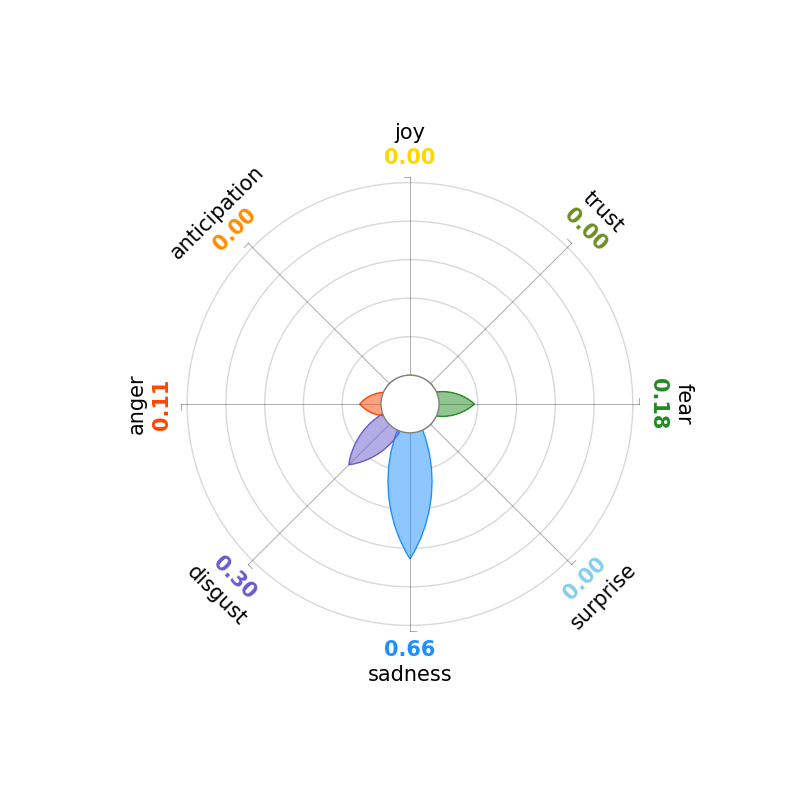 joy
0.00
trust
0.00
fear
0.18
surprise
0.00
0.66
sadness
0.30
disgust
anger
0.11
anticipation
0.00